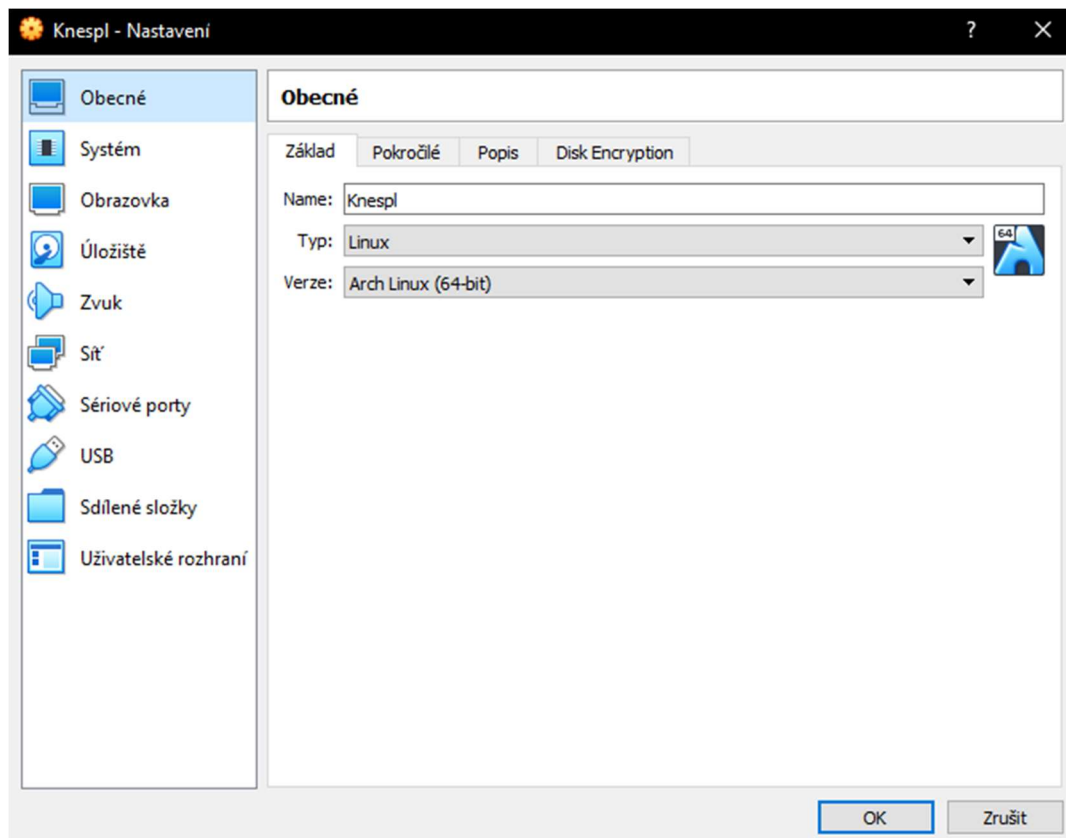 Knespl - Nastavení
?
Obecné
Systém
Obrazovka
Úložiště
Zvuk
Síť
Sériové porty
USB
Sdílené složky
Uživatelské rozhraní
Obecné
Základ Pokročilé Popis Disk Encryption
Name: Knespl
Typ: Linux
64
Verze: Arch Linux (64-bit)
OK Zrušit